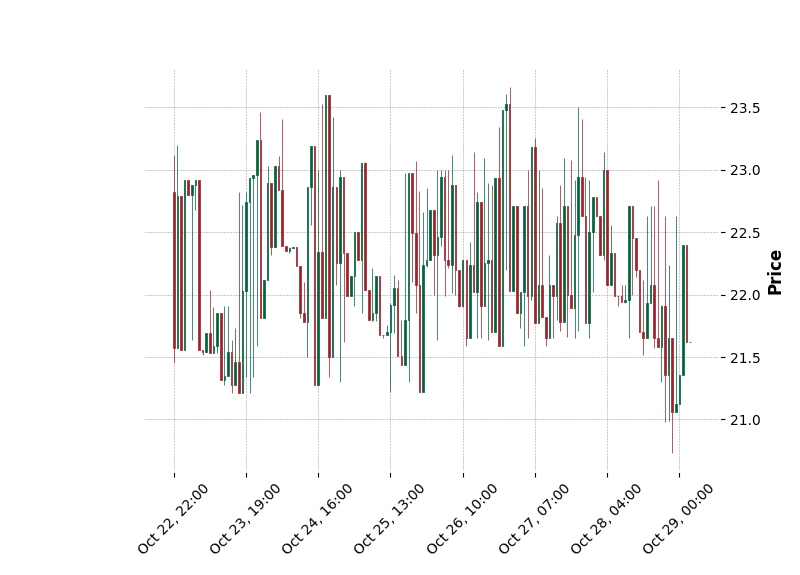 23.5
23.0
22.5
22.0
21.5
21.0
Price
Oct 22, 22:00
Oct 23, 19:00
Oct 24, 16:00
Oct 25, 13:00
Oct 26, 10:00
Oct 27, 07:00
Oct 28, 04:00
Oct 29, 00:00